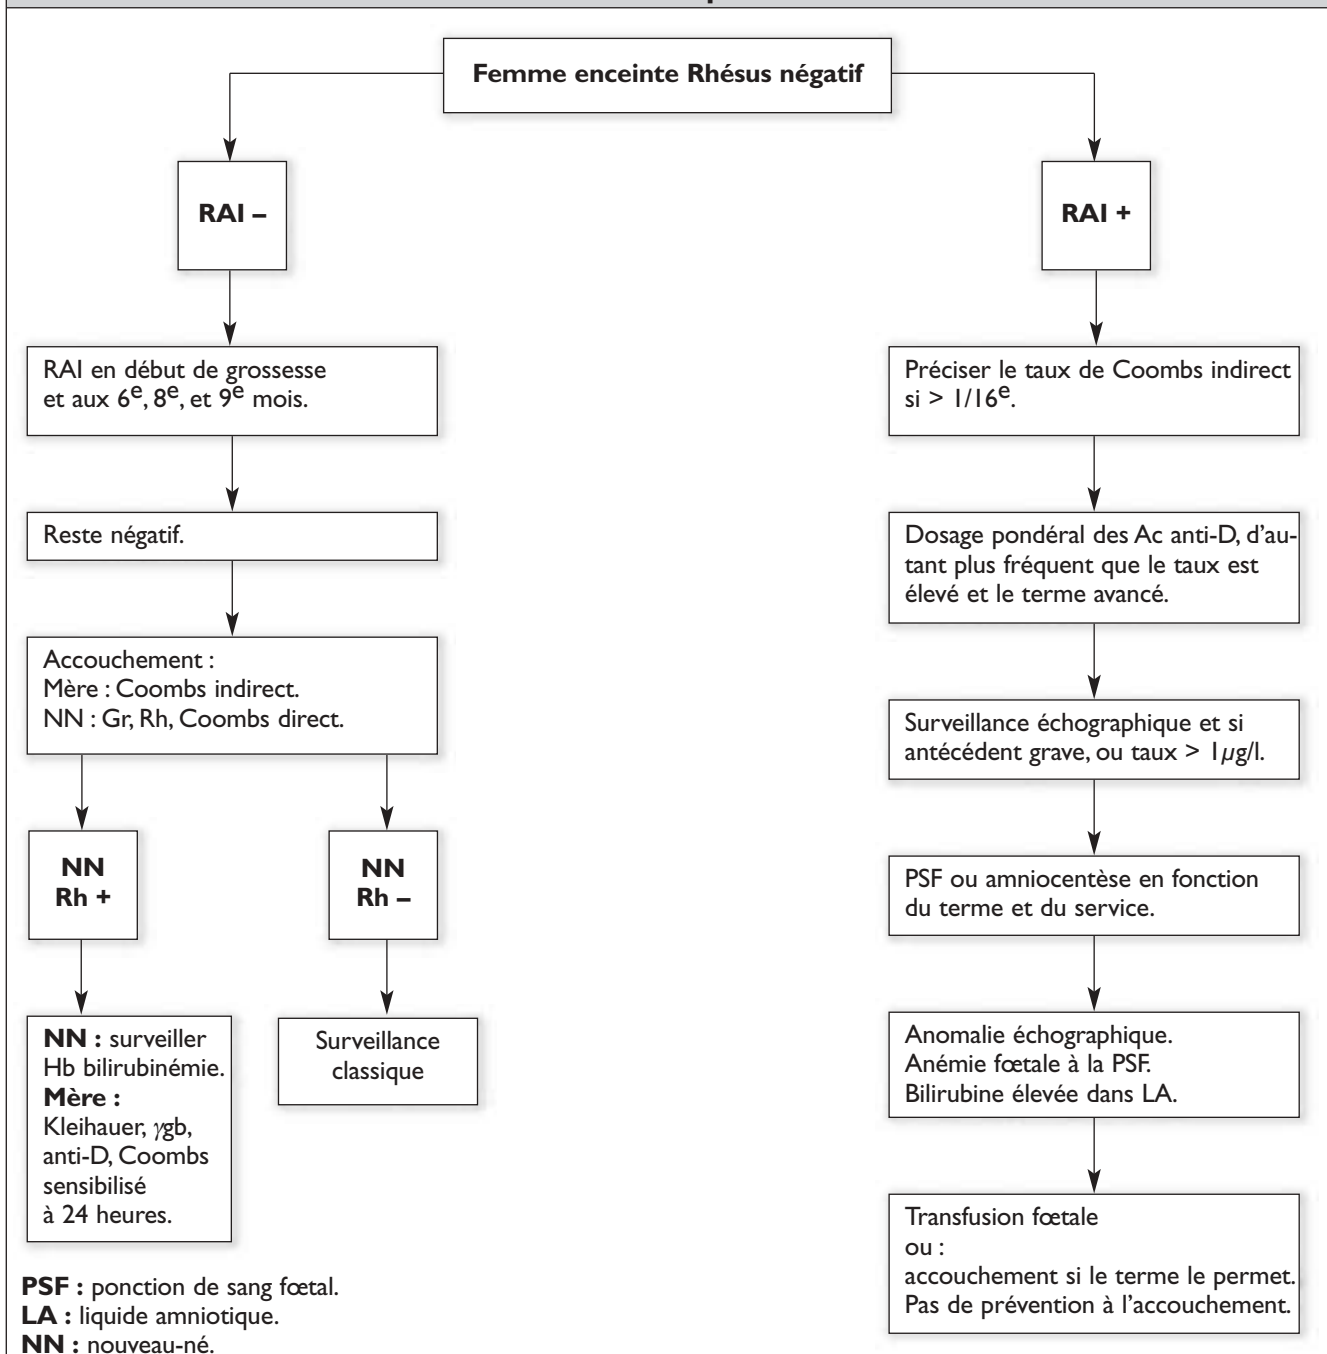 Femme enceinte Rhésus négatif
RAI –
RAI +
RAI en début de grossesse
et aux 6e, 8e, et 9e mois.
Préciser le taux de Coombs indirect
si > 1/16e.
Reste négatif.
Dosage pondéral des Ac anti-D, d'au-
tant plus fréquent que le taux est
élevé et le terme avancé.
Accouchement :
Mère : Coombs indirect.
NN : Gr, Rh, Coombs direct.
Surveillance échographique et si
antécédent grave, ou taux > 1µg/l.
NN
Rh +
NN
Rh –
PSF ou amniocentèse en fonction
du terme et du service.
NN : surveiller
Hb bilirubinémie.
Mère :
Kleihauer, γgb,
anti-D, Coombs
sensibilisé
à 24 heures.
Surveillance
classique
Anomalie échographique.
Anémie fœtale à la PSF.
Bilirubine élevée dans LA.
Transfusion fœtale
ou :
accouchement si le terme le permet.
Pas de prévention à l'accouchement.
PSF : ponction de sang fœtal.
LA : liquide amniotique.
NN : nouveau-né.